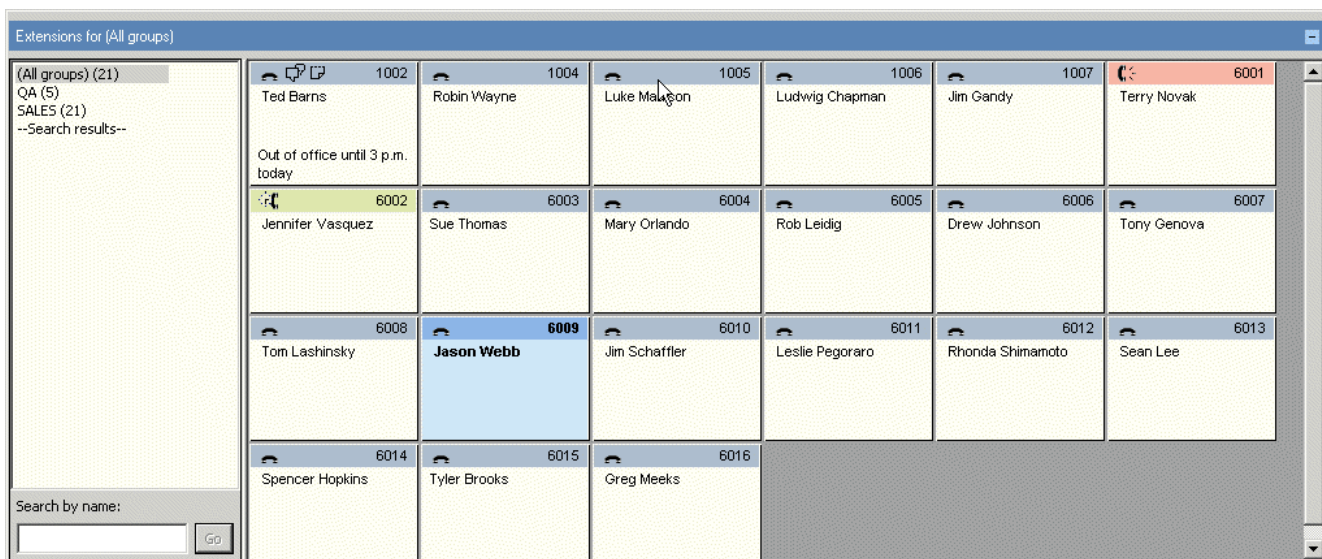 Extensions for (All groups)
(All groups) (21)
QA (5)
SALES (21)
--Search results--
Search by name:
Go
1002
Ted Barns
Out of office until 3 p.m.
today
1004
Robin Wayne
1005
Luke
1006
Ludwig Chapman
1007
Jim Gandy
6001
Terry Novak
6002
Jennifer Vasquez
6003
Sue Thomas
6004
Mary Orlando
6005
Rob Leidig
6006
Drew Johnson
6007
Tony Genova
6008
Tom Lashinsky
6009
Jason Webb
6010
Jim Schaffler
6011
Leslie Pegoraro
6012
Rhonda Shimamoto
6013
Sean Lee
6014
Spencer Hopkins
6015
Tyler Brooks
6016
Greg Meeks